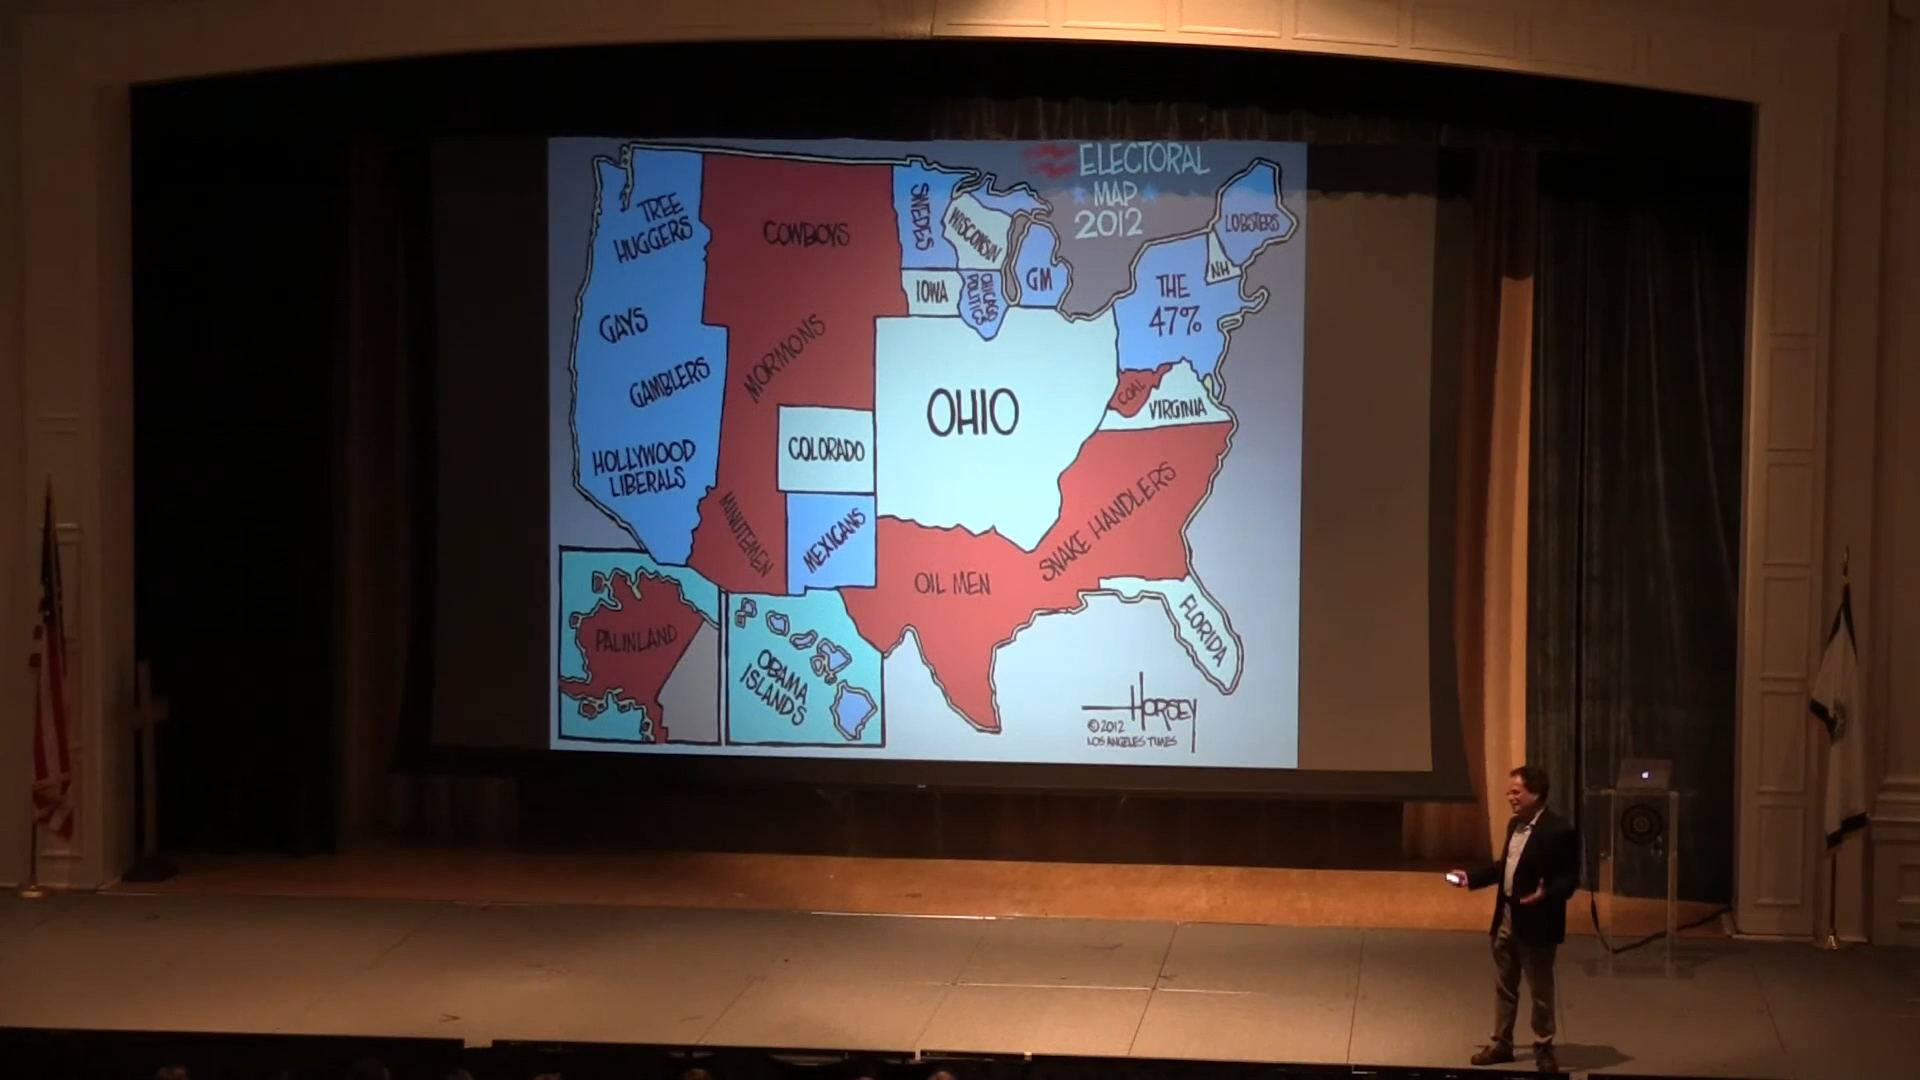 ELECTORAL
MAP
2012
TREE
HUGGERS
COWBOYS
SWEDES
WISCONSIN
LOBSTERS
NH
IOWA
CHICAGO
POLITICS
GM
THE
47%
GAYS
MORMONS
GAMBLERS
OHIO
COAL
VIRGINIA
HOLLYWOOD
LIBERALS
COLORADO
MINUTEMEN
MEXICANS
SNAKE HANDLERS
OIL MEN
FLORIDA
PALINLAND
OBAMA
ISLANDS
HORSEY
©2012
LOS ANGELES TIMES